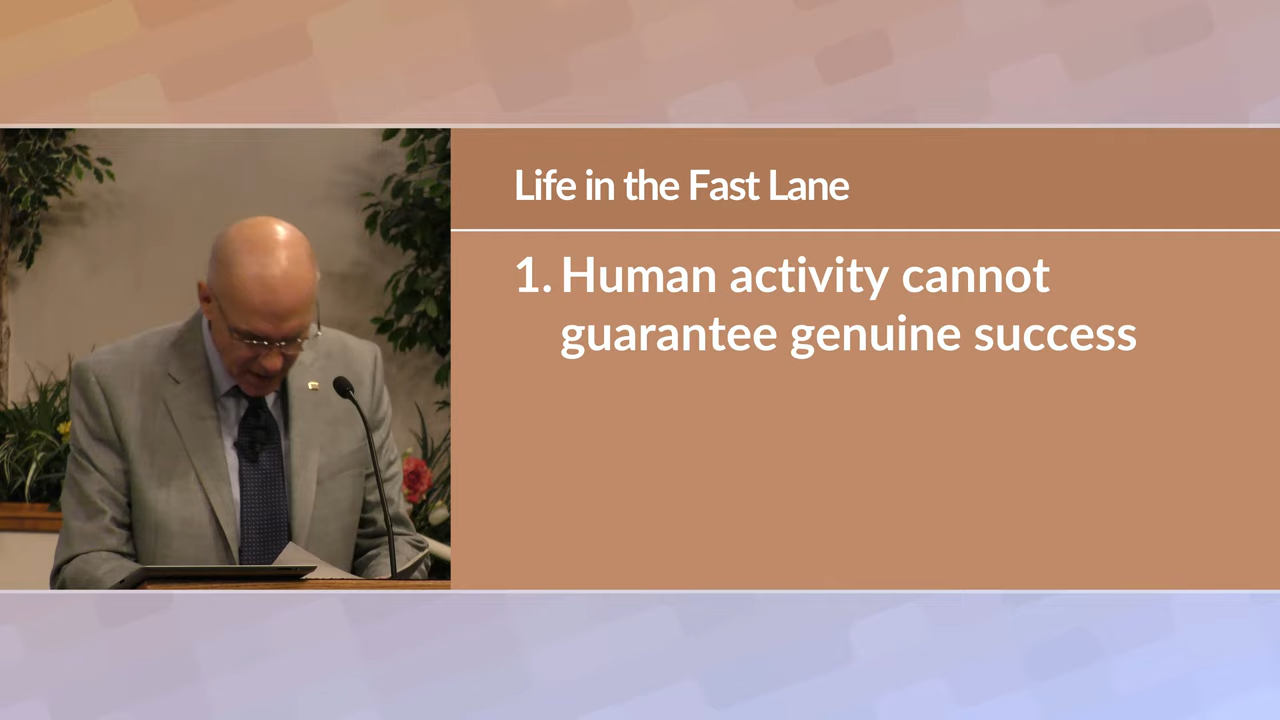 Life in the Fast Lane
1. Human activity cannot
guarantee genuine success